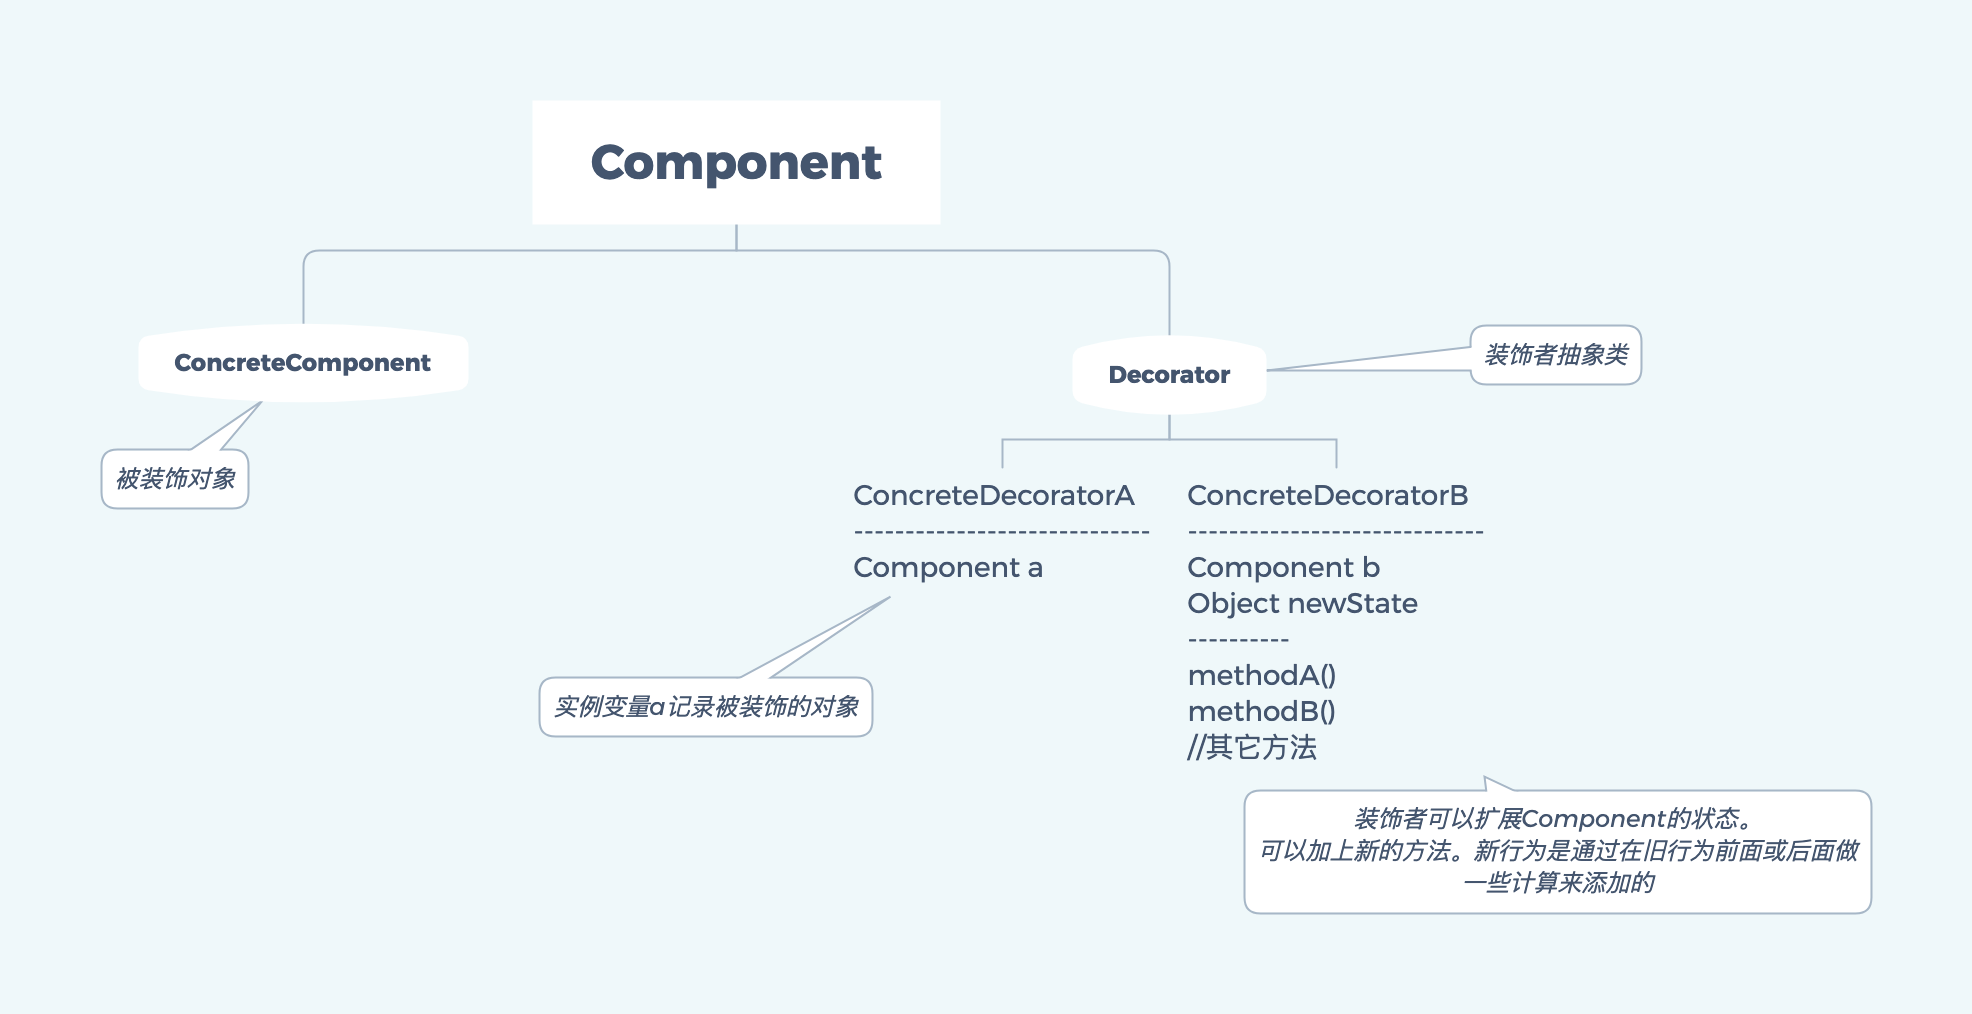 Component
ConcreteComponent
被装饰对象
Decorator
装饰者抽象类
ConcreteDecoratorA
-----------------------------
Component a
实例变量a记录被装饰的对象
ConcreteDecoratorB
-----------------------------
Component b
Object newState
----------
methodA()
methodB()
//其它方法
装饰者可以扩展Component的状态。
可以加上新的方法。新行为是通过在旧行为前面或后面做
一些计算来添加的